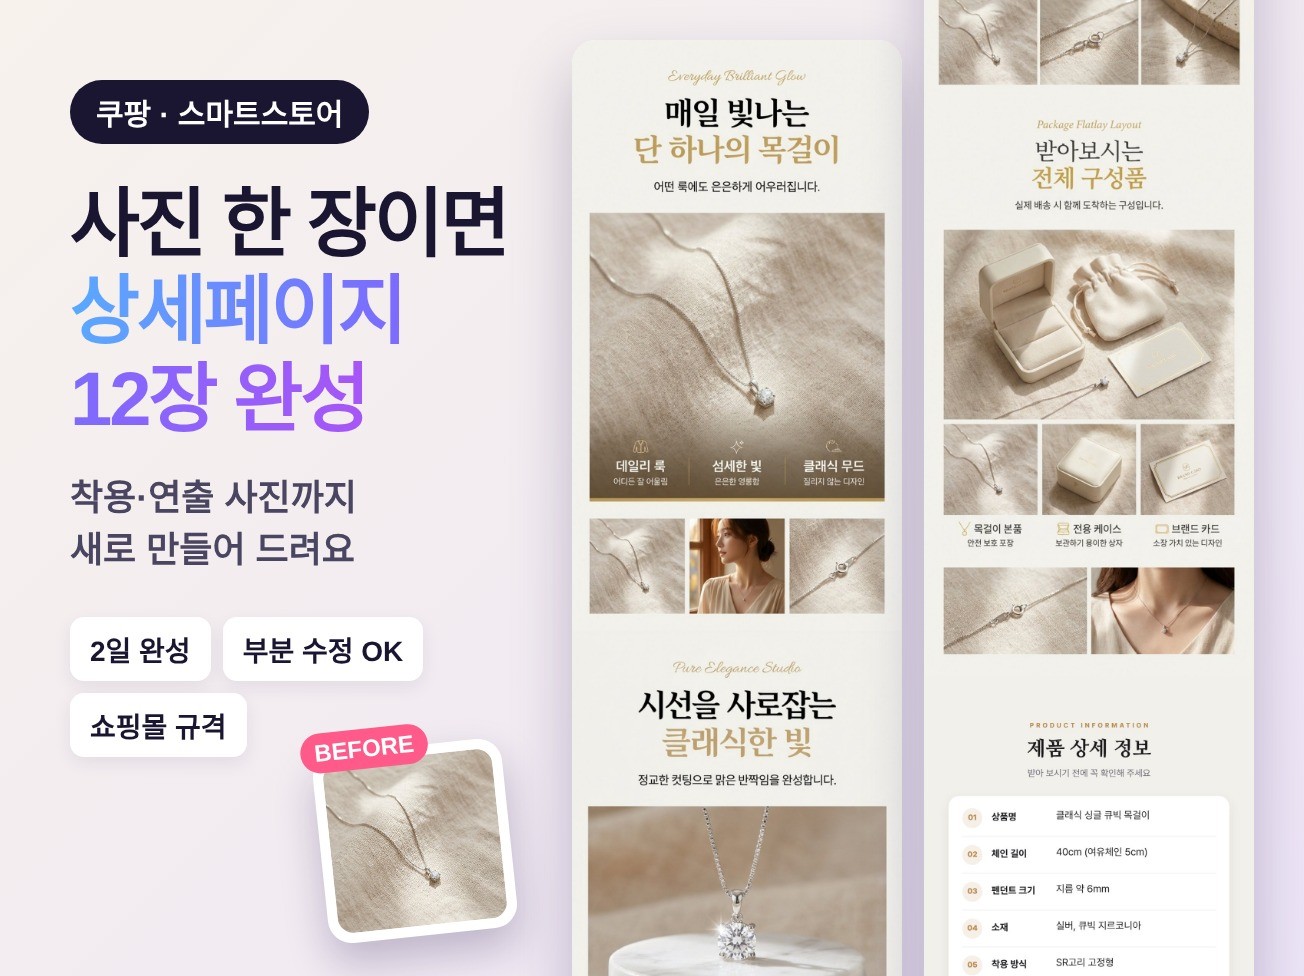 쿠팡 · 스마트스토어
사진 한 장이면
상세페이지
12장 완성
착용·연출 사진까지
새로 만들어 드려요
2일 완성
부분 수정 OK
쇼핑몰 규격
BEFORE
Everyday Brilliant Glow
매일 빛나는
단 하나의 목걸이
어떤 룩에도 은은하게 어우러집니다.
데일리 룩
섬세한 빛
클래식 무드
어디든 잘 어울림
은은한 영롱함
질리지 않는 디자인
Pure Elegance Studio
시선을 사로잡는
클래식한 빛
정교한 컷팅으로 맑은 반짝임을 완성합니다.
Package Flatlay Layout
받아보시는
전체 구성품
실제 배송 시 함께 도착하는 구성입니다.
목걸이 본품
전용 케이스
브랜드 카드
안전 보호 포장
보관하기 용이한 상자
소장 가치 있는 디자인
PRODUCT INFORMATION
제품 상세 정보
받아 보시기 전에 꼭 확인해 주세요
01 상품명 클래식 싱글 큐빅 목걸이
02 체인 길이 40cm (여유체인 5cm)
03 펜던트 크기 지름 약 6mm
04 소재 실버, 큐빅 지르코니아
05 착용 방식 SR고리 고정형